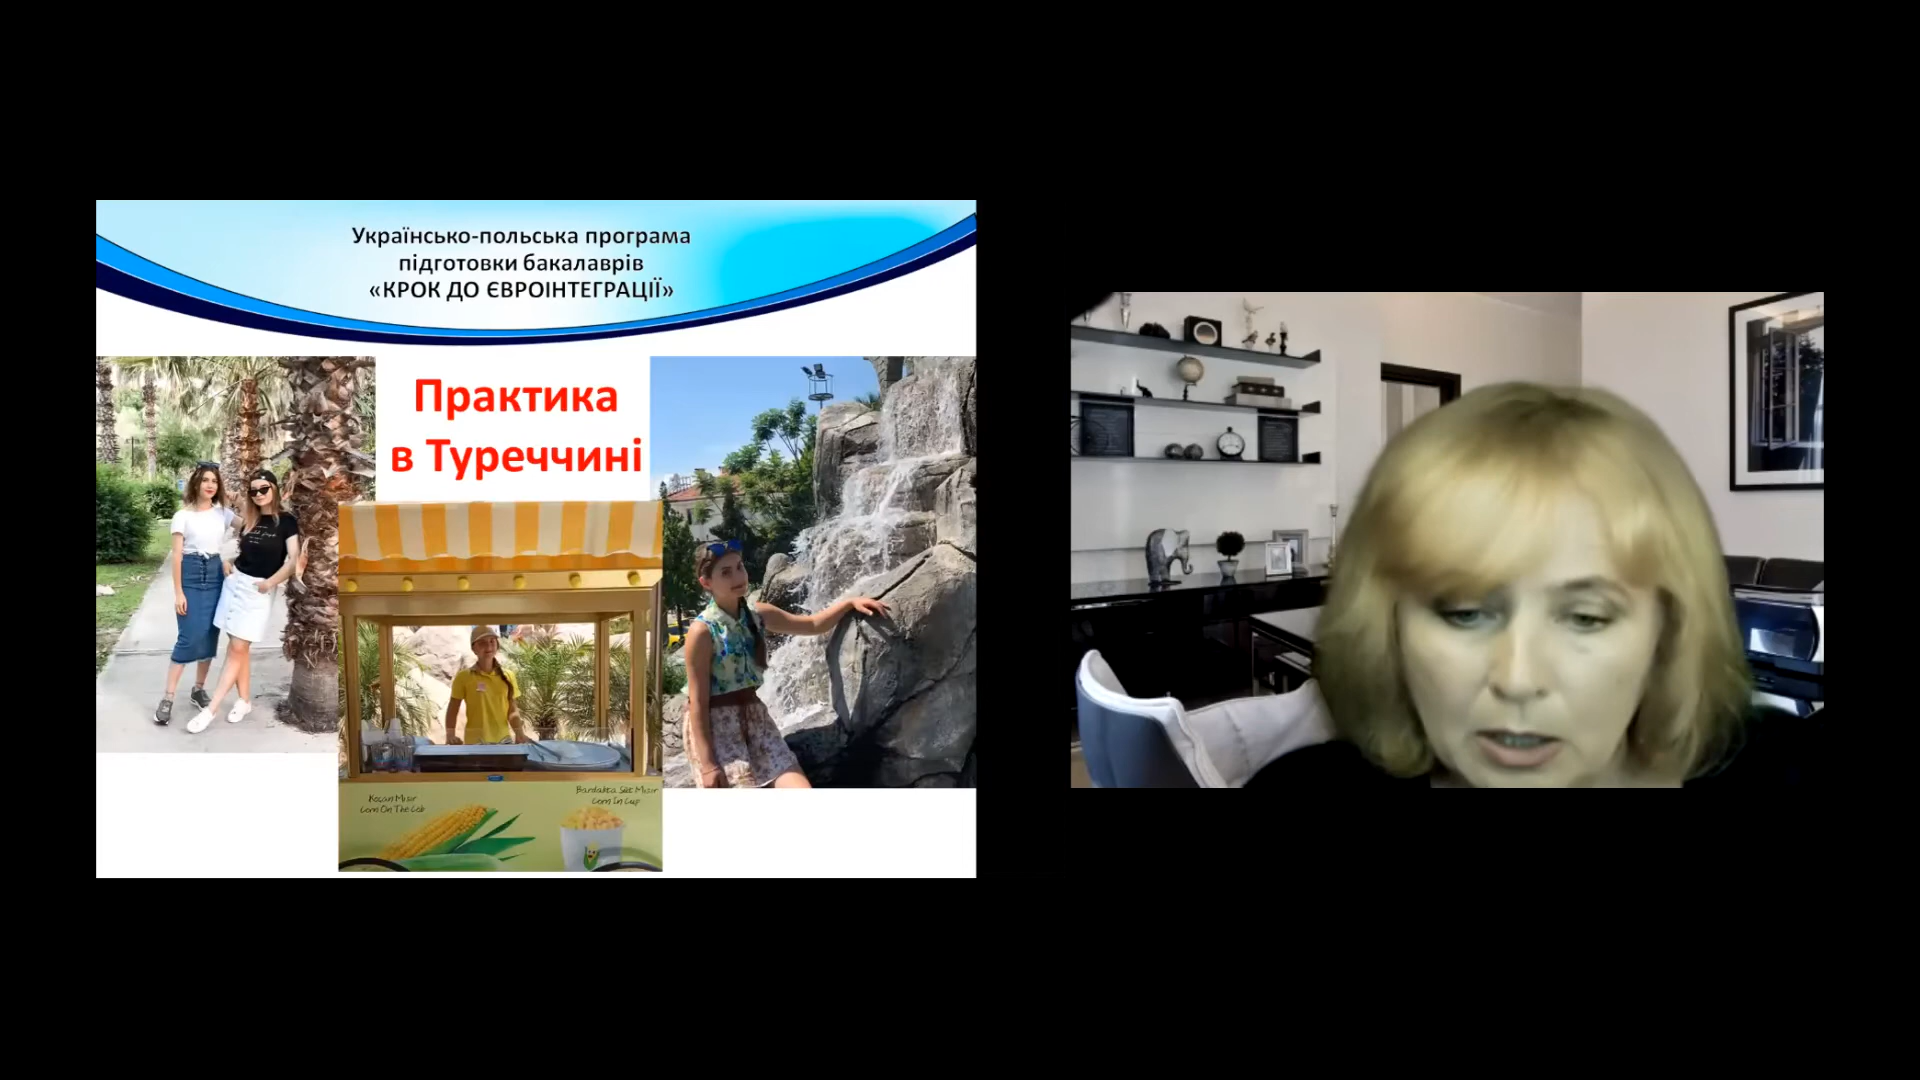 Українсько-польська програма
підготовки бакалаврів
«КРОК ДО ЄВРОІНТЕГРАЦІЇ»
Практика
в Туреччині
Kocan Mısır
Corn On The Cob
Bardakta Süt Mısır
Corn In Cup